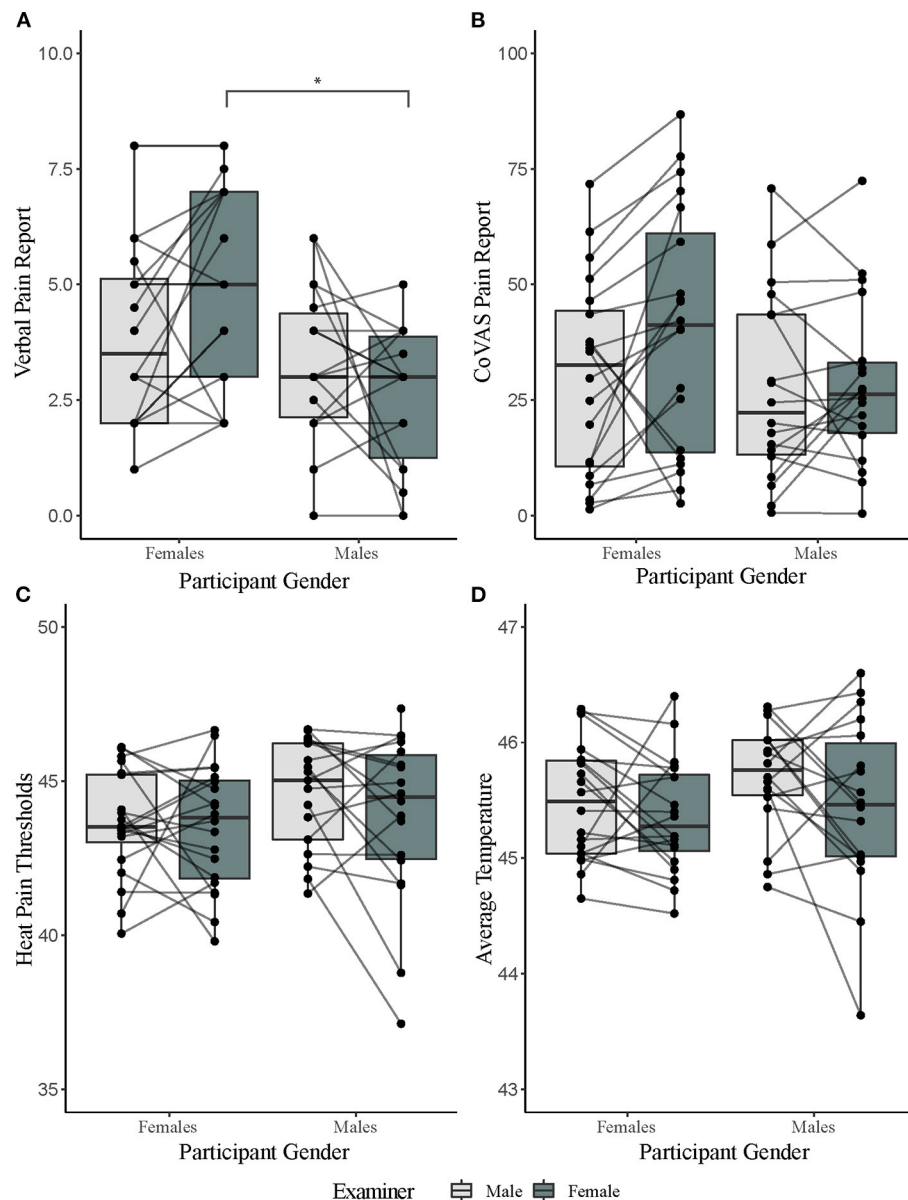 A
10.0
7.5
5.0
2.5
0.0
Verbal Pain Report
*
Females Males
Participant Gender
B
100
75
50
25
0
CoVAS Pain Report
Females Males
Participant Gender
C
50
45
40
35
Heat Pain Thresholds
Females Males
Participant Gender
D
47
46
45
44
43
Average Temperature
Females Males
Participant Gender
Examiner Male Female